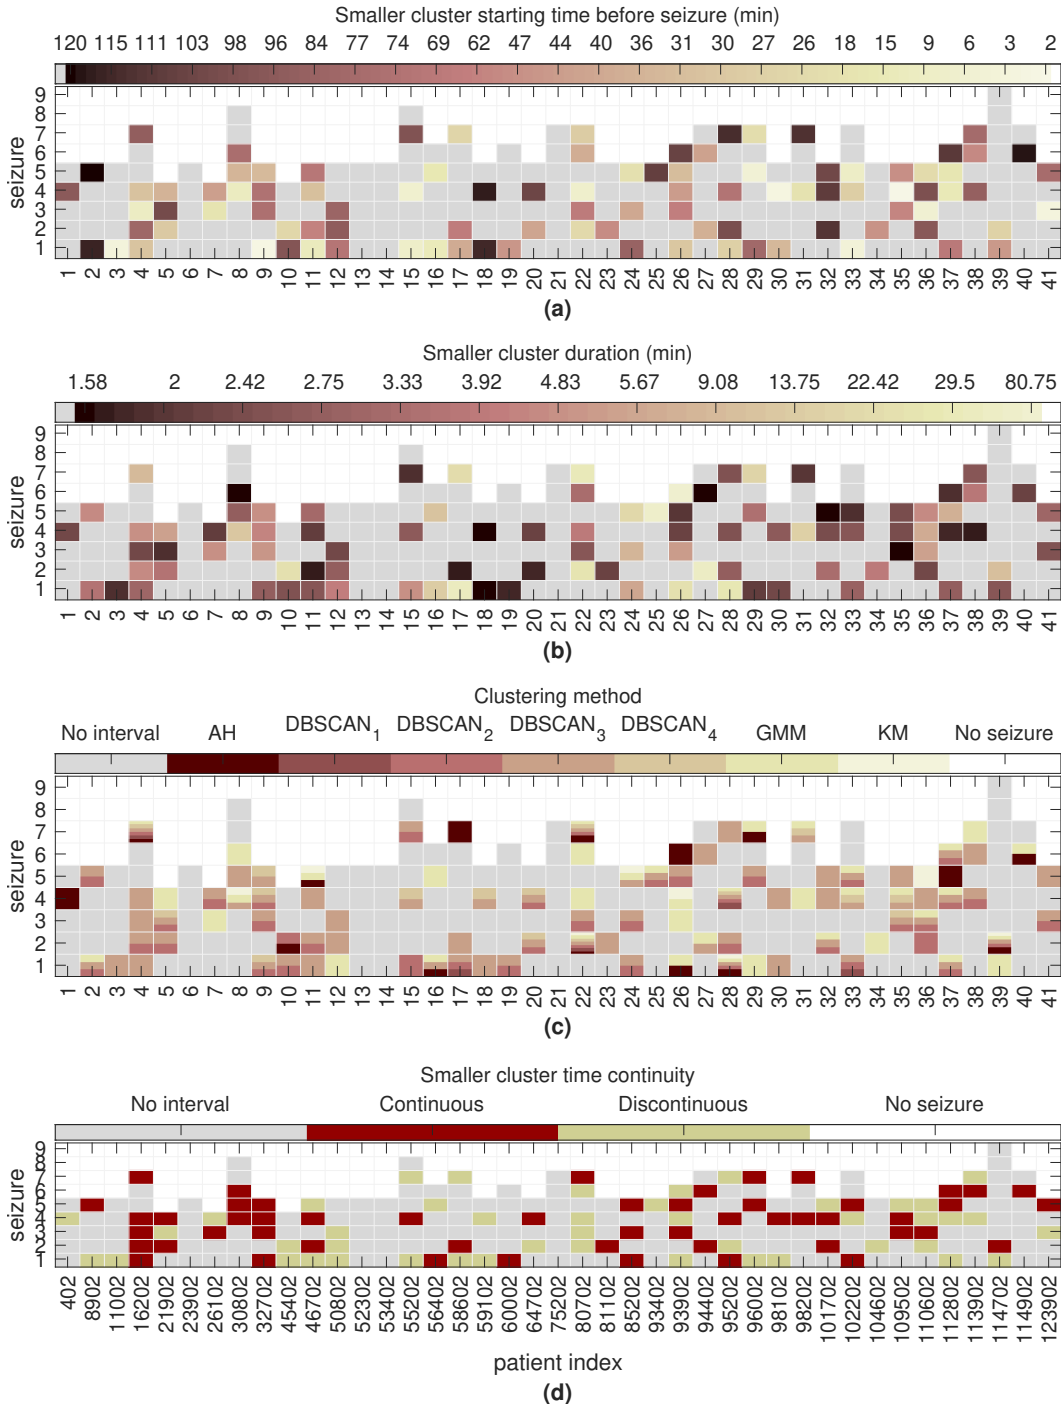 Smaller cluster starting time before seizure (min)
120 115 111 103 98 96 84 77 74 69 62 47 44 40 36 31 30 27 26 18 15 9 6 3 2
9
8
7
6
5
4
3
2
1
seizure
1 2 3 4 5 6 7 8 9 10 11 12 13 14 15 16 17 18 19 20 21 22 23 24 25 26 27 28 29 30 31 32 33 34 35 36 37 38 39 40 41
(a)
Smaller cluster duration (min)
1.58 2 2.42 2.75 3.33 3.92 4.83 5.67 9.08 13.75 22.42 29.5 80.75
9
8
7
6
5
4
3
2
1
seizure
1 2 3 4 5 6 7 8 9 10 11 12 13 14 15 16 17 18 19 20 21 22 23 24 25 26 27 28 29 30 31 32 33 34 35 36 37 38 39 40 41
(b)
Clustering method
No interval AH DBSCAN1 DBSCAN2 DBSCAN3 DBSCAN4 GMM KM No seizure
9
8
7
6
5
4
3
2
1
seizure
1 2 3 4 5 6 7 8 9 10 11 12 13 14 15 16 17 18 19 20 21 22 23 24 25 26 27 28 29 30 31 32 33 34 35 36 37 38 39 40 41
(c)
Smaller cluster time continuity
No interval Continuous Discontinuous No seizure
9
8
7
6
5
4
3
2
1
seizure
402 8902 11002 16202 21902 23902 26102 30802 32702 45402 46702 50802 52302 53402 55202 56402 58602 59102 60002 64702 75202 80702 81102 85202 93402 93902 94402 95202 96002 98102 98202 101702 102202 104602 109502 110602 112802 113902 114702 114902 123902
patient index
(d)